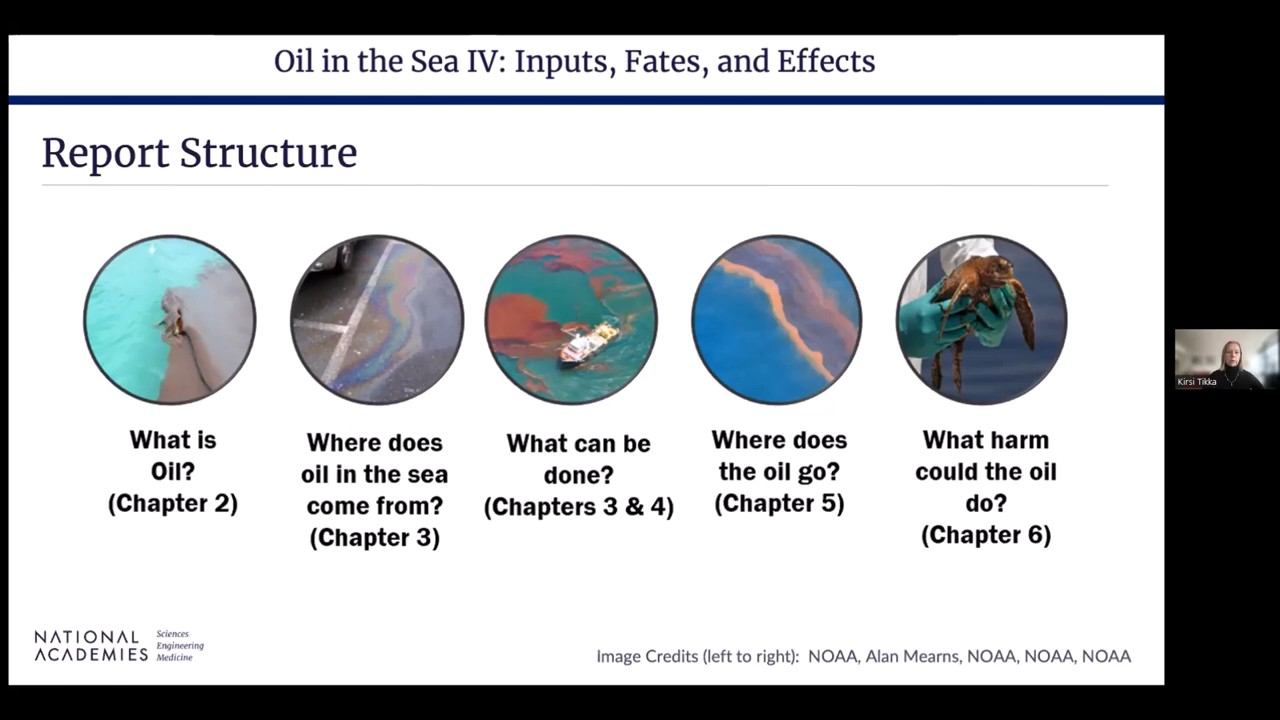 Oil in the Sea IV: Inputs, Fates, and Effects
Report Structure
What is
Oil?
(Chapter 2)
Where does
oil in the sea
come from?
(Chapter 3)
What can be
done?
(Chapters 3 & 4)
Where does
the oil go?
(Chapter 5)
What harm
could the oil
do?
(Chapter 6)
Kirsi Tikka
NATIONAL
ACADEMIES
Sciences
Engineering
Medicine
Image Credits (left to right): NOAA, Alan Mearns, NOAA, NOAA, NOAA